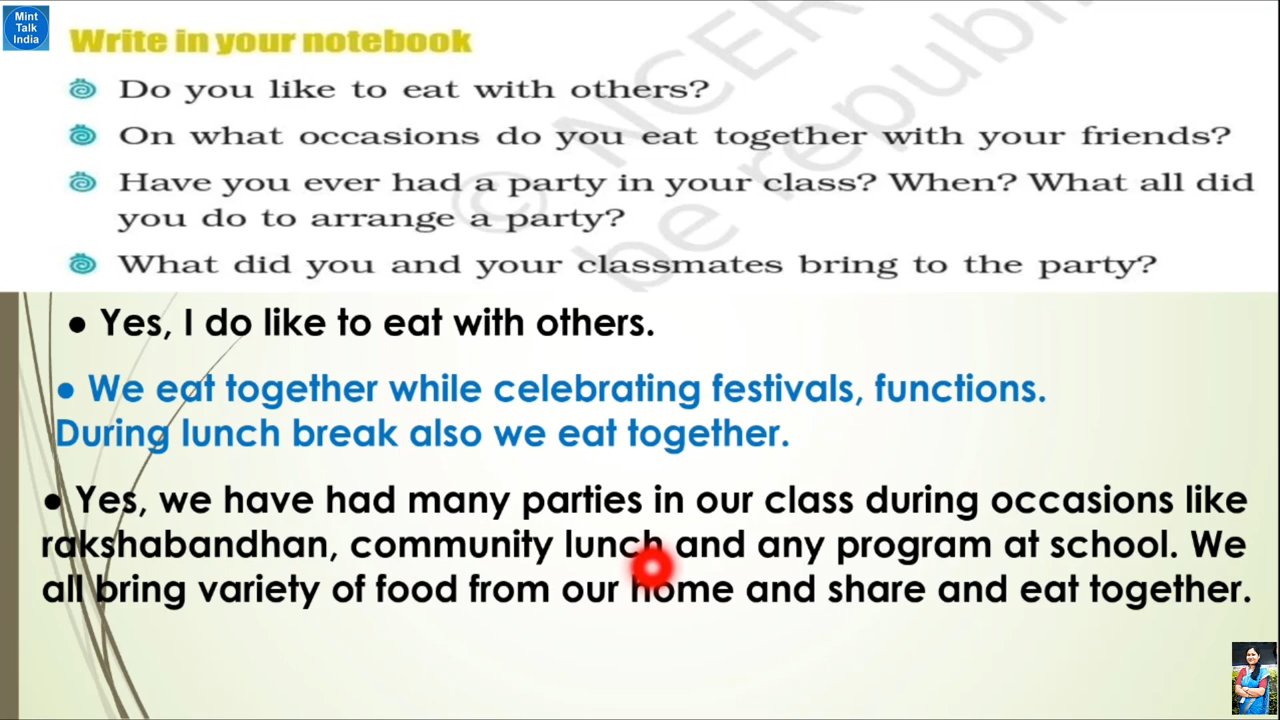 Mint
Talk
India
Write in your notebook
Do you like to eat with others?
On what occasions do you eat together with your friends?
Have you ever had a party in your class? When? What all did
you do to arrange a party?
What did you and your classmates bring to the party?
© NCER
be republi
● Yes, I do like to eat with others.
● We eat together while celebrating festivals, functions.
During lunch break also we eat together.
● Yes, we have had many parties in our class during occasions like
rakshabandhan, community lunch and any program at school. We
all bring variety of food from our home and share and eat together.